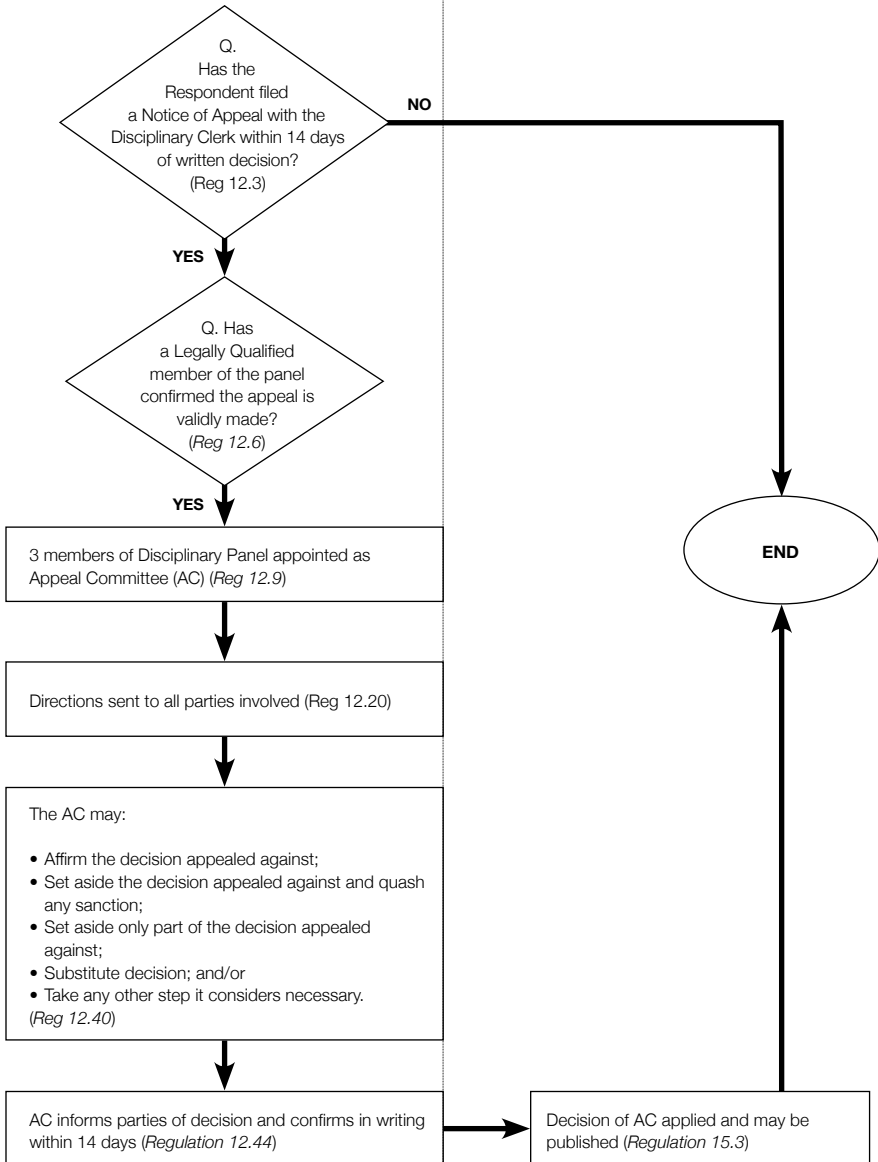 Q.
Has the
Respondent filed
a Notice of Appeal with the
Disciplinary Clerk within 14 days
of written decision?
(Reg 12.3)
NO
YES
Q. Has
a Legally Qualified
member of the panel
confirmed the appeal is
validly made?
(Reg 12.6)
YES
3 members of Disciplinary Panel appointed as
Appeal Committee (AC) (Reg 12.9)
END
Directions sent to all parties involved (Reg 12.20)
The AC may:
• Affirm the decision appealed against;
• Set aside the decision appealed against and quash
any sanction;
• Set aside only part of the decision appealed
against;
• Substitute decision; and/or
• Take any other step it considers necessary.
(Reg 12.40)
AC informs parties of decision and confirms in writing
within 14 days (Regulation 12.44)
Decision of AC applied and may be
published (Regulation 15.3)